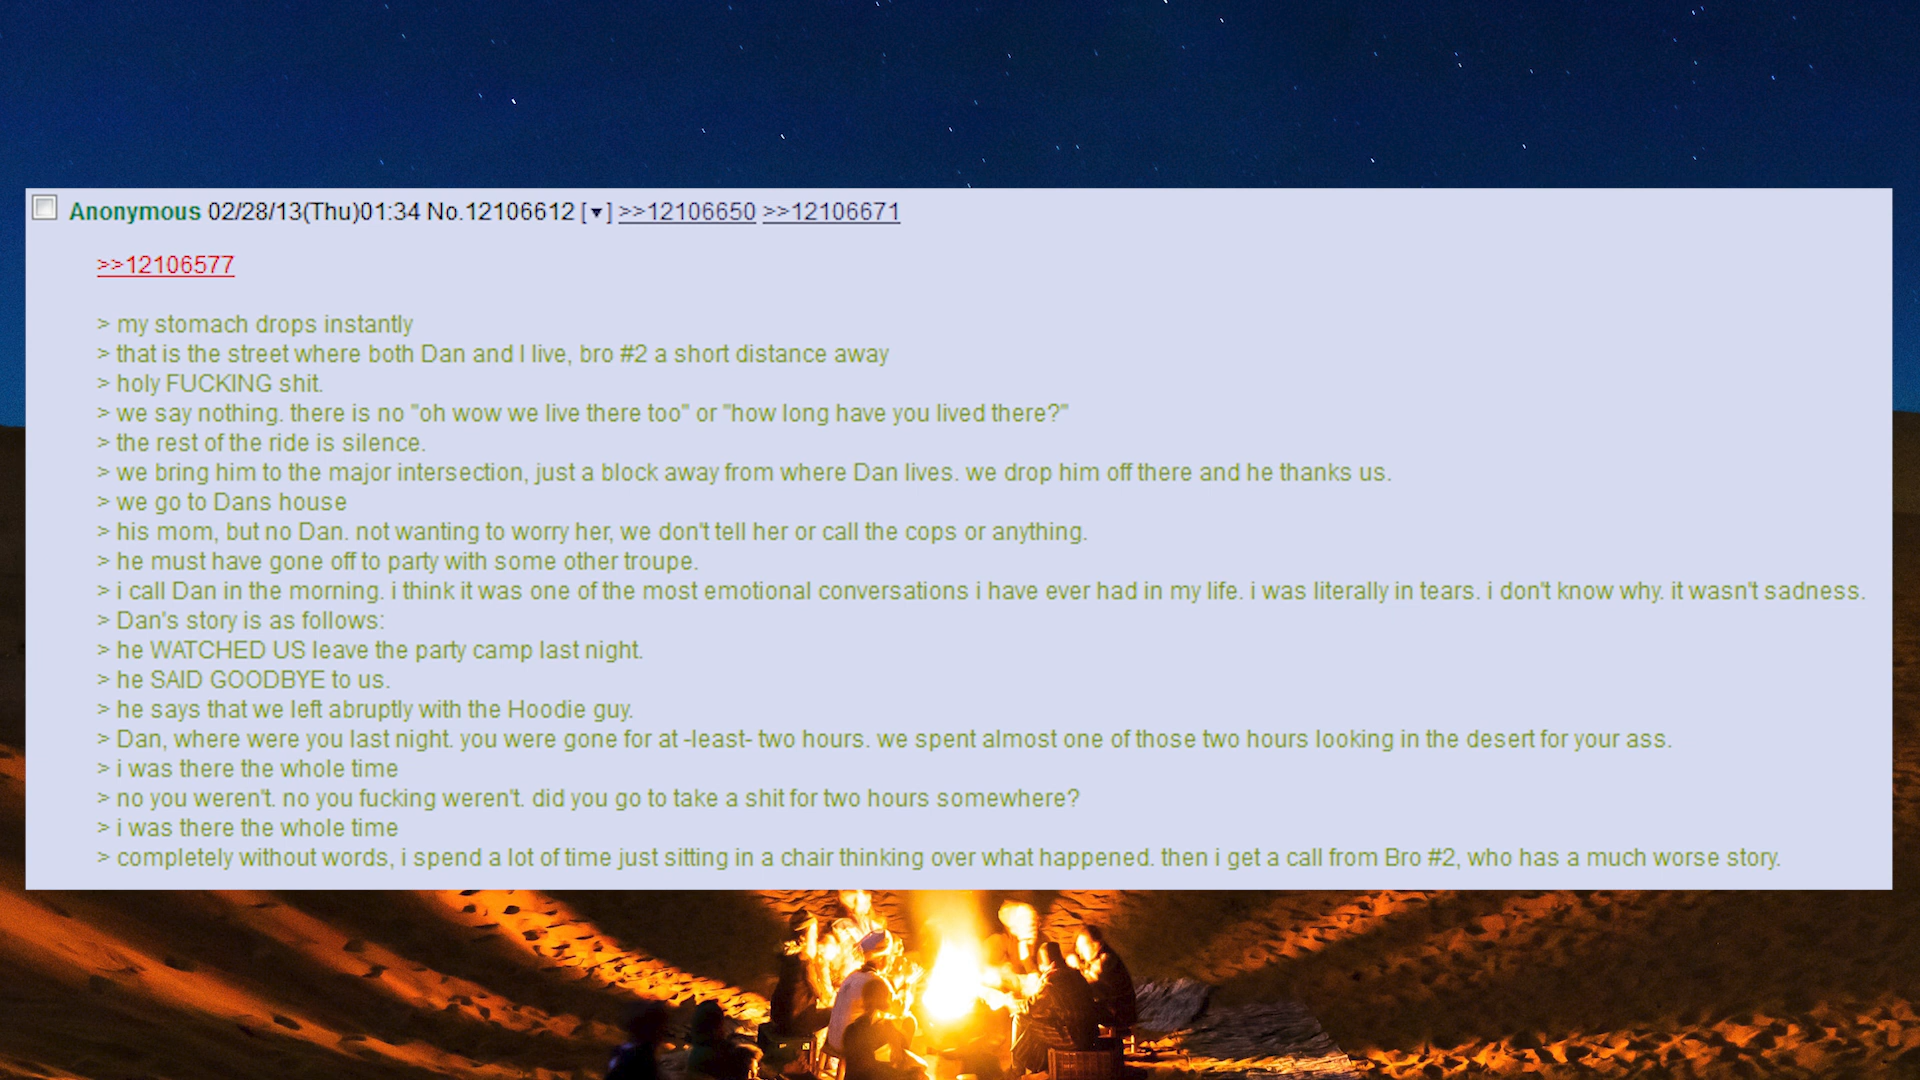 Anonymous 02/28/13(Thu)01:34 No.12106612 [▼] >>12106650 >>12106671
>>12106577
> my stomach drops instantly
> that is the street where both Dan and I live, bro #2 a short distance away
> holy FUCKING shit.
> we say nothing. there is no "oh wow we live there too" or "how long have you lived there?"
> the rest of the ride is silence.
> we bring him to the major intersection, just a block away from where Dan lives. we drop him off there and he thanks us.
> we go to Dans house
> his mom, but no Dan. not wanting to worry her, we don't tell her or call the cops or anything.
> he must have gone off to party with some other troupe.
> i call Dan in the morning. i think it was one of the most emotional conversations i have ever had in my life. i was literally in tears. i don't know why. it wasn't sadness.
> Dan's story is as follows:
> he WATCHED US leave the party camp last night.
> he SAID GOODBYE to us.
> he says that we left abruptly with the Hoodie guy.
> Dan, where were you last night. you were gone for at -least- two hours. we spent almost one of those two hours looking in the desert for your ass.
> i was there the whole time
> no you weren't. no you fucking weren't. did you go to take a shit for two hours somewhere?
> i was there the whole time
> completely without words, i spend a lot of time just sitting in a chair thinking over what happened. then i get a call from Bro #2, who has a much worse story.